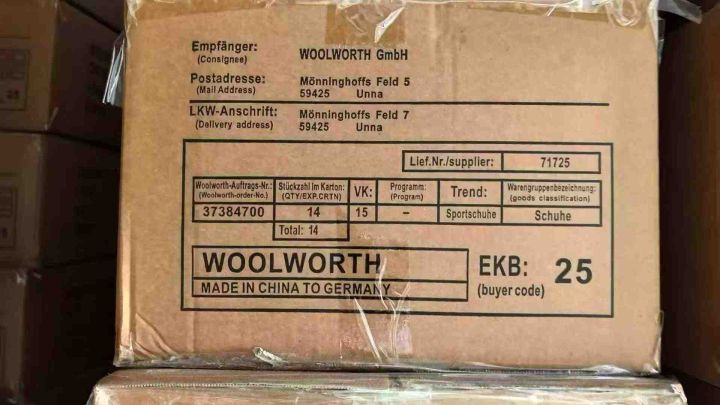 Empfänger: WOOLWORTH GmbH
(Consignee)
Postadresse: Mönninghoffs Feld 5
(Mail Address) 59425 Unna
LKW-Anschrift: Mönninghoffs Feld 7
(Delivery address) 59425 Unna
Lief.Nr./supplier: 71725
Woolworth-Auftrags-Nr.: Stückzahl im Karton: VK: Programm: Trend: Warengruppenbezeichnung:
(Woolworth-order-No.) (QTY/EXP.CRTN) (Program) (goods classification)
37384700 14 15 – Sportschuhe Schuhe
Total: 14
WOOLWORTH EKB: 25
MADE IN CHINA TO GERMANY (buyer code)